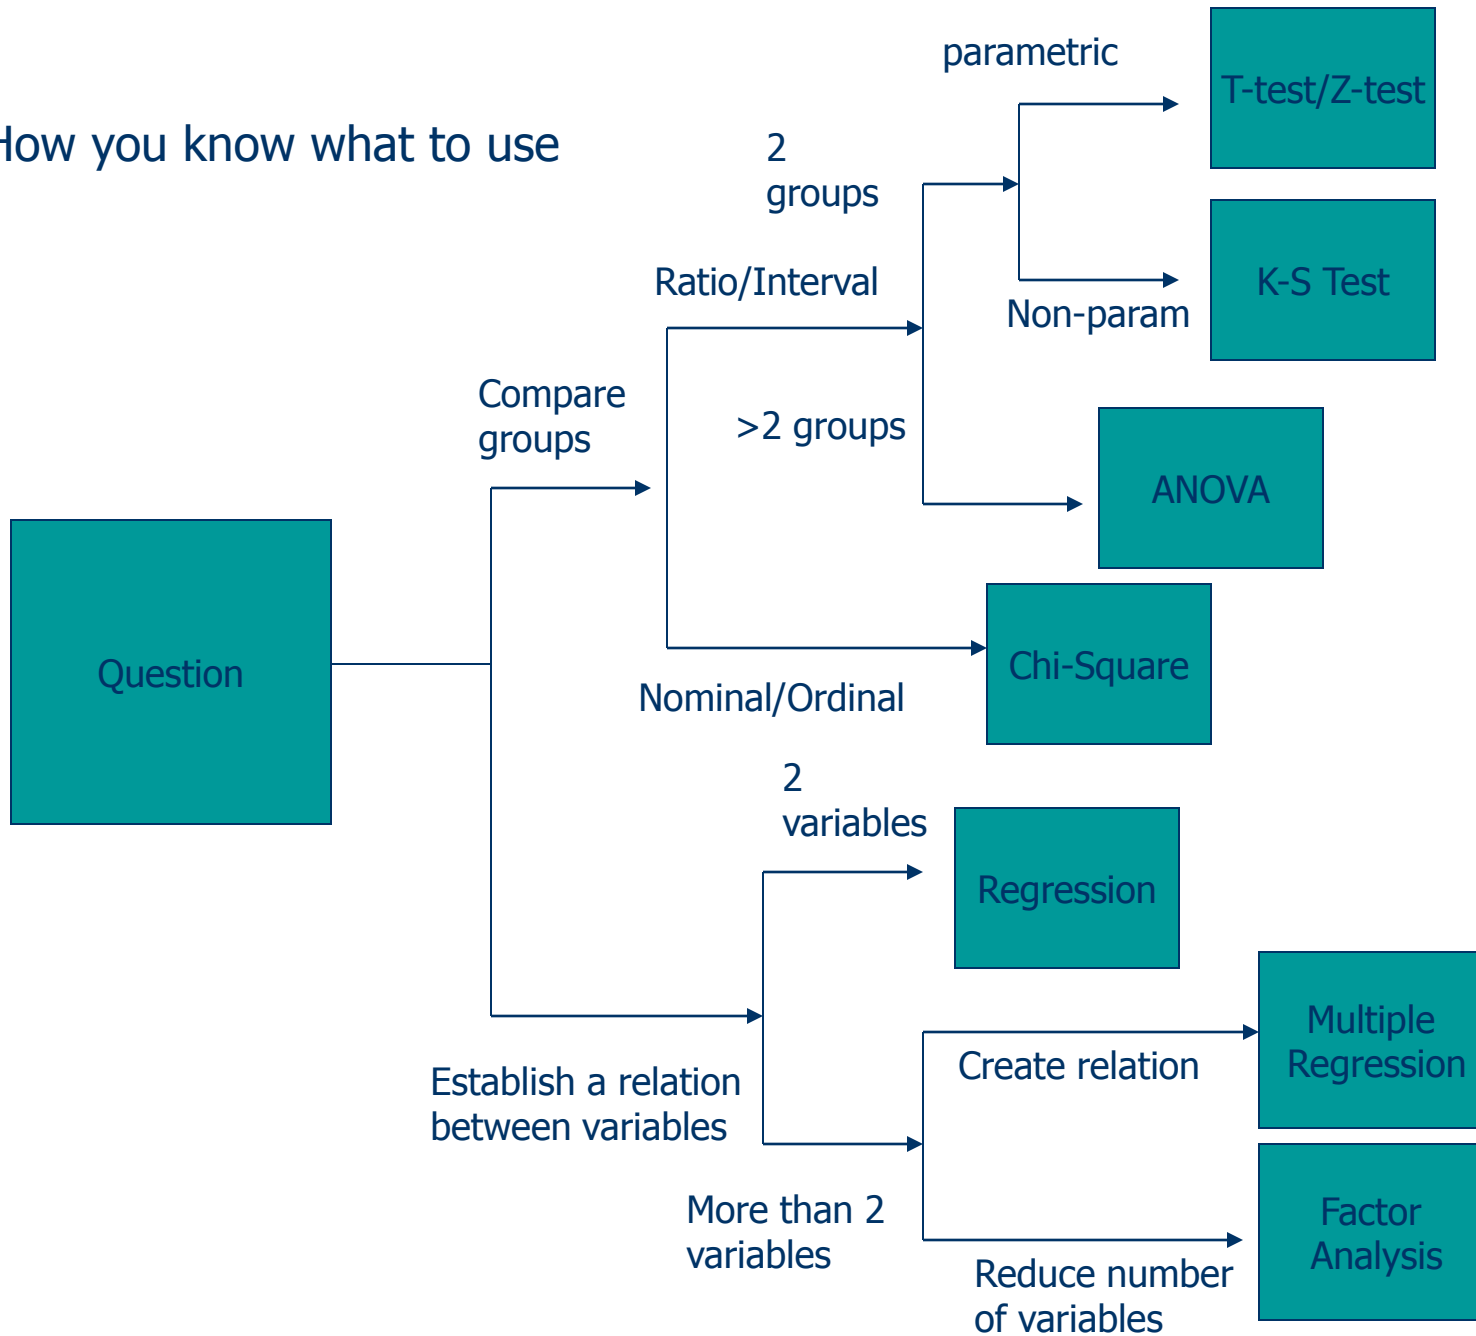 How you know what to use
parametric
T-test/Z-test
2
groups
Ratio/Interval
K-S Test
Non-param
Compare
groups
>2 groups
ANOVA
Question
Chi-Square
Nominal/Ordinal
2
variables
Regression
Establish a relation
between variables
Create relation
Multiple
Regression
More than 2
variables
Factor
Analysis
Reduce number
of variables